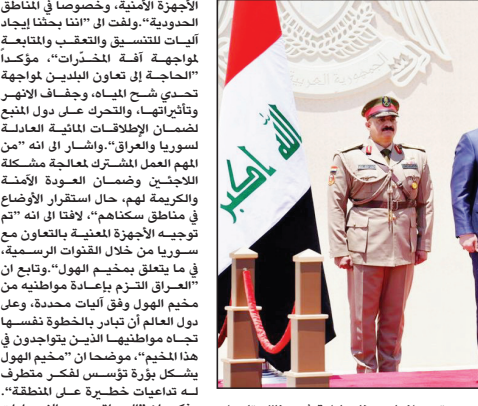 الأجهزة الأمنية، وخصوصا في المناطق
الحدودية“.ولفت الى ”اننا بحثنا إيجاد
آليات للتنسيق والتعقب والمتابعة
لمواجهة آفة المخدّرات“، مؤكداً
”الحاجة إلى تعاون البلدين لمواجهة
تحدي شح المياه، وجفاف الانهر
وتأثيراتها، والتحرك على دول المنبع
لضمان الإطلاقات المائية العادلة
لسوريا والعراق“.واشار الى انه ”من
المهم العمل المشترك لمعالجة مشكلة
اللاجئين وضمان العودة الآمنة
والكريمة لهم، حال استقرار الأوضاع
في مناطق سكناهم“، لافتا الى انه ”تم
توجيه الأجهزة المعنية بالتعاون مع
سوريا من خلال القنوات الرسمية،
في ما يتعلق بمخيم الهول“.وتابع ان
”العراق التزم بإعادة مواطنيه من
مخيم الهول وفق آليات محددة، وعلى
دول العالم أن تبادر بالخطوة نفسها
تجاه مواطنيها الذين يتواجدون في
هذا المخيم“، موضحا ان ”مخيم الهول
يشكل بؤرة تؤسس لفكر متطرف
له تداعيات خطيرة على المنطقة“.
الله اكبر
الجمهورية العربية